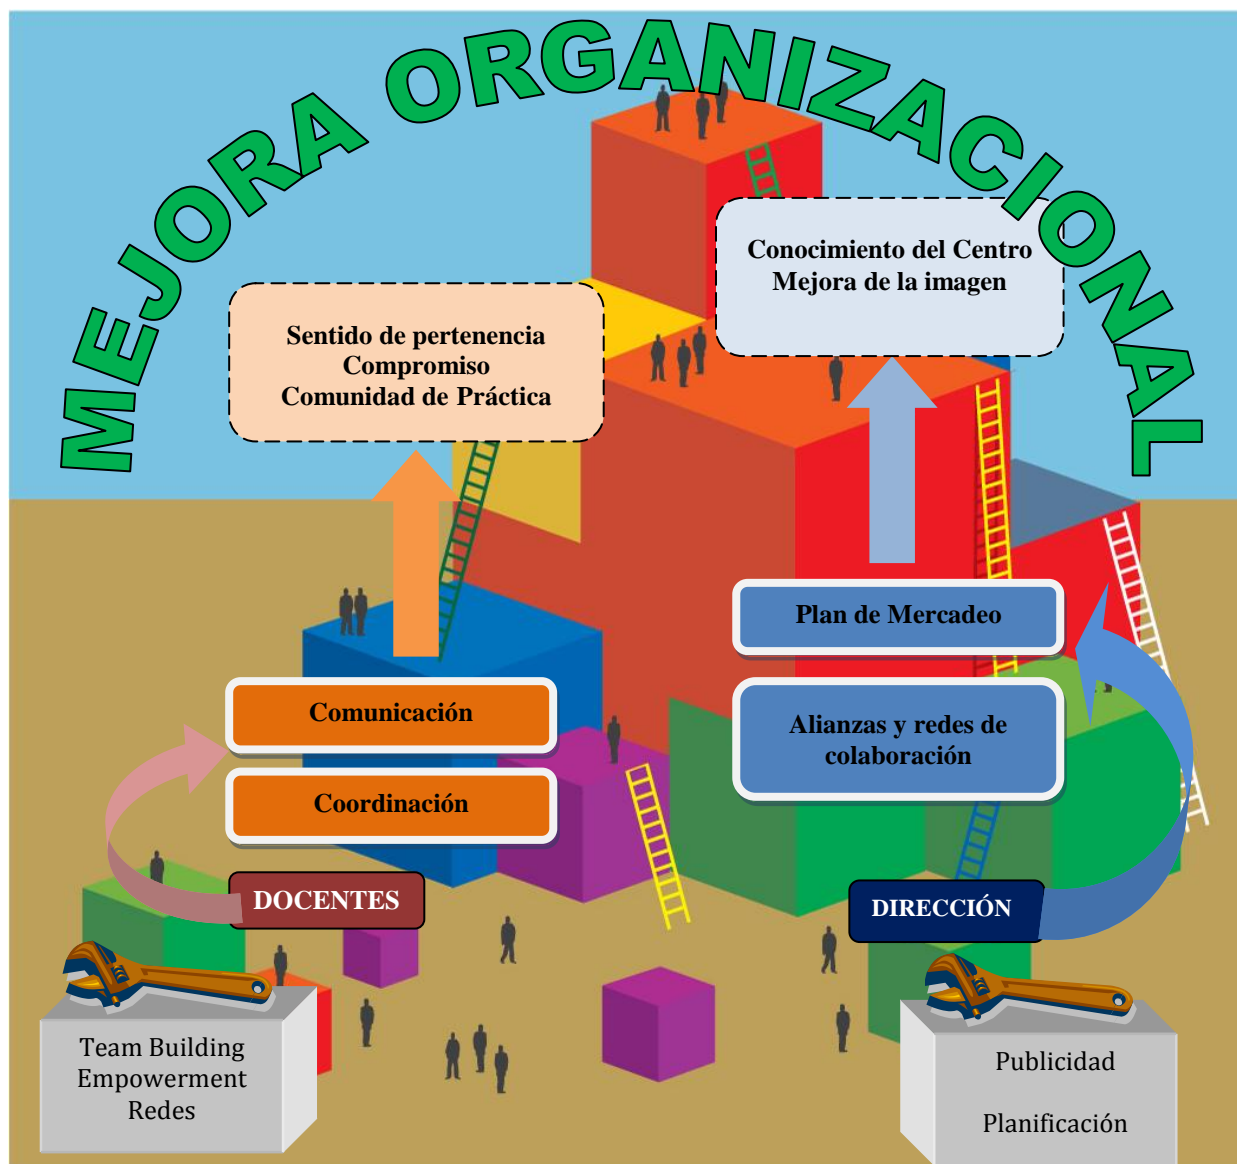 MEJORA ORGANIZACIONAL
Conocimiento del Centro
Mejora de la imagen
Sentido de pertenencia
Compromiso
Comunidad de Práctica
Plan de Mercadeo
Alianzas y redes de
colaboración
Comunicación
Coordinación
DOCENTES
DIRECCIÓN
Team Building
Empowerment
Redes
Publicidad
Planificación